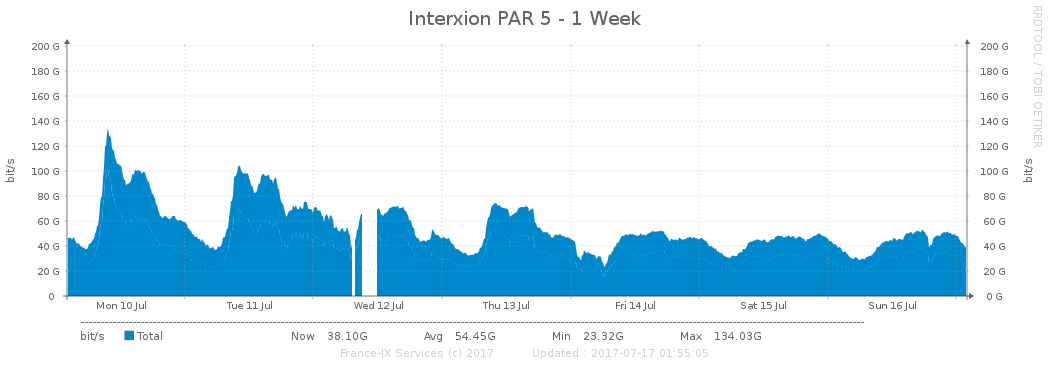 Interxion PAR 5 - 1 Week
RRDTOOL / TOBI OETIKER
200 G 200 G
180 G 180 G
160 G 160 G
140 G 140 G
120 G 120 G
100 G 100 G
80 G 80 G
60 G 60 G
40 G 40 G
20 G 20 G
0 0 G
bit/s bit/s
Mon 10 Jul Tue 11 Jul Wed 12 Jul Thu 13 Jul Fri 14 Jul Sat 15 Jul Sun 16 Jul
bit/s Total Now 38.10G Avg 54.45G Min 23.32G Max 134.03G
France-IX Services (c) 2017 Updated : 2017-07-17 01:55:05